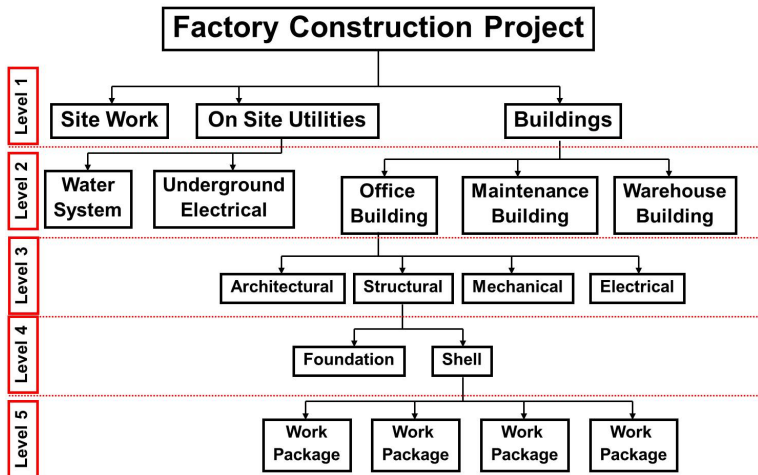 Factory Construction Project
Level 1
Site Work
On Site Utilities
Buildings
Level 2
Water
System
Underground
Electrical
Office
Building
Maintenance
Building
Warehouse
Building
Level 3
Architectural
Structural
Mechanical
Electrical
Level 4
Foundation
Shell
Level 5
Work
Package
Work
Package
Work
Package
Work
Package